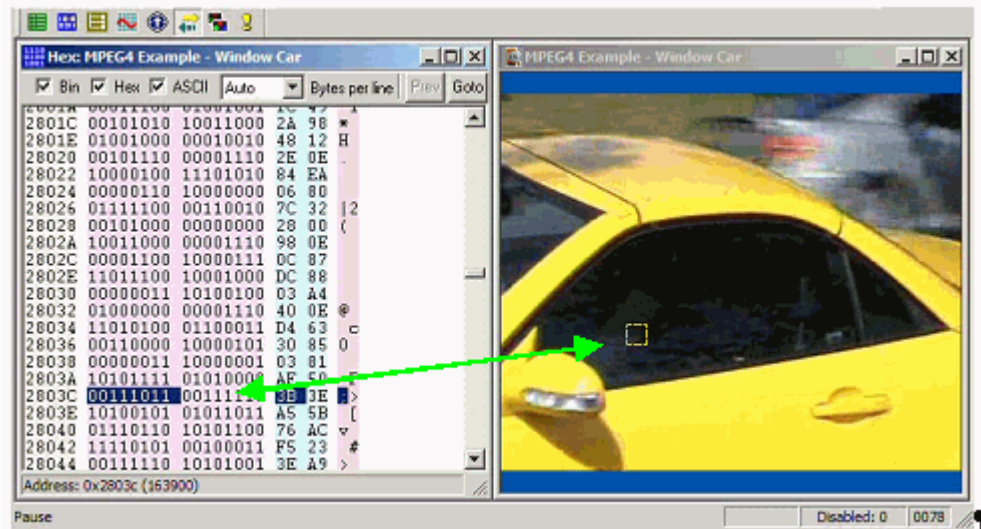 Hex: MPEG4 Example - Window Car
Bin Hex ASCII Auto Bytes per line Prev Goto
2801A 00011100 01001001 1C 49 I
2801C 00101010 10011000 2A 98 *
2801E 01001000 00010010 48 12 H
28020 00101110 00001110 2E 0E .
28022 10000100 11101010 84 EA
28024 00000110 10000000 06 80
28026 01111100 00110010 7C 32 |2
28028 00101000 00000000 28 00 (
2802A 10011000 00001110 98 0E
2802C 00001100 10000111 0C 87
2802E 11011100 10001000 DC 88
28030 00000011 10100100 03 A4
28032 01000000 00001110 40 0E @
28034 11010100 01100011 D4 63 c
28036 00110000 10000101 30 85 0
28038 00000011 10000001 03 81
2803A 10101111 01010000 AF 50 P
2803C 00111011 00111110 3B 3E ;>
2803E 10100101 01011011 A5 5B [
28040 01110110 10101100 76 AC v
28042 11110101 00100011 F5 23 #
28044 00111110 10101001 3E A9 >
Address: 0x2803c (163900)
MPEG4 Example - Window Car
Pause
Disabled: 0 0078